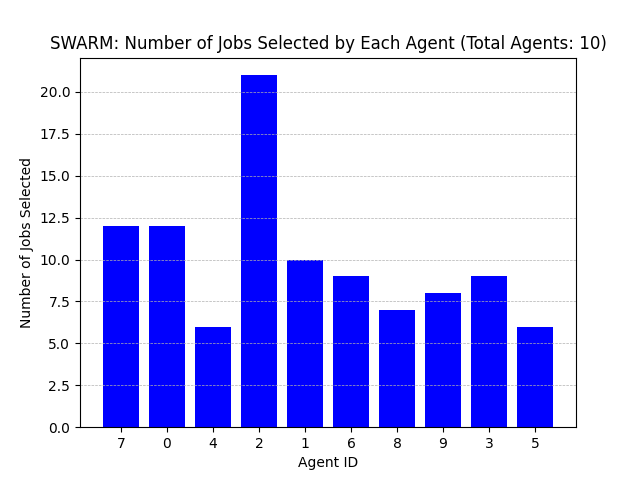 SWARM: Number of Jobs Selected by Each Agent (Total Agents: 10)
20.0
17.5
15.0
12.5
10.0
7.5
5.0
2.5
0.0
Number of Jobs Selected
7 0 4 2 1 6 8 9 3 5
Agent ID